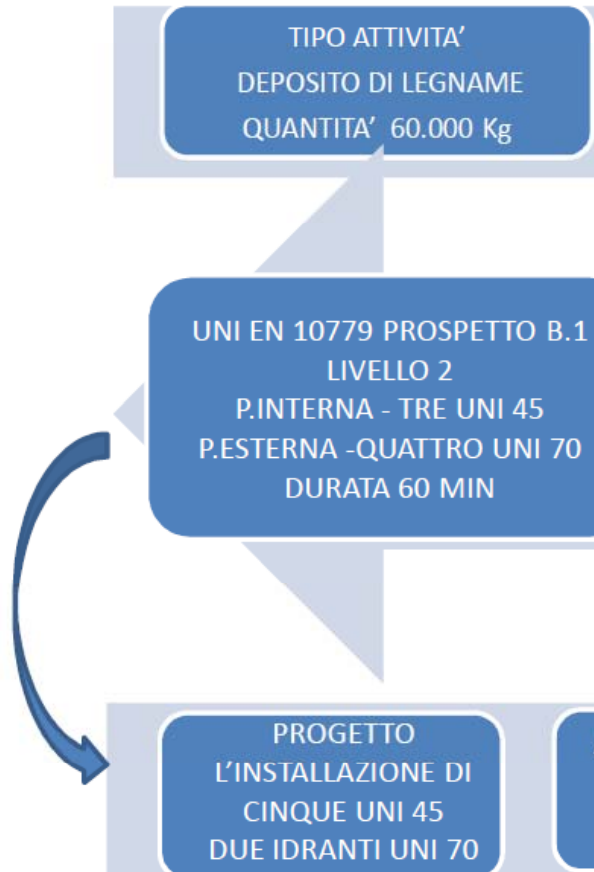 TIPO ATTIVITA’
DEPOSITO DI LEGNAME
QUANTITA’ 60.000 Kg
UNI EN 10779 PROSPETTO B.1
LIVELLO 2
P.INTERNA - TRE UNI 45
P.ESTERNA -QUATTRO UNI 70
DURATA 60 MIN
PROGETTO
L’INSTALLAZIONE DI
CINQUE UNI 45
DUE IDRANTI UNI 70